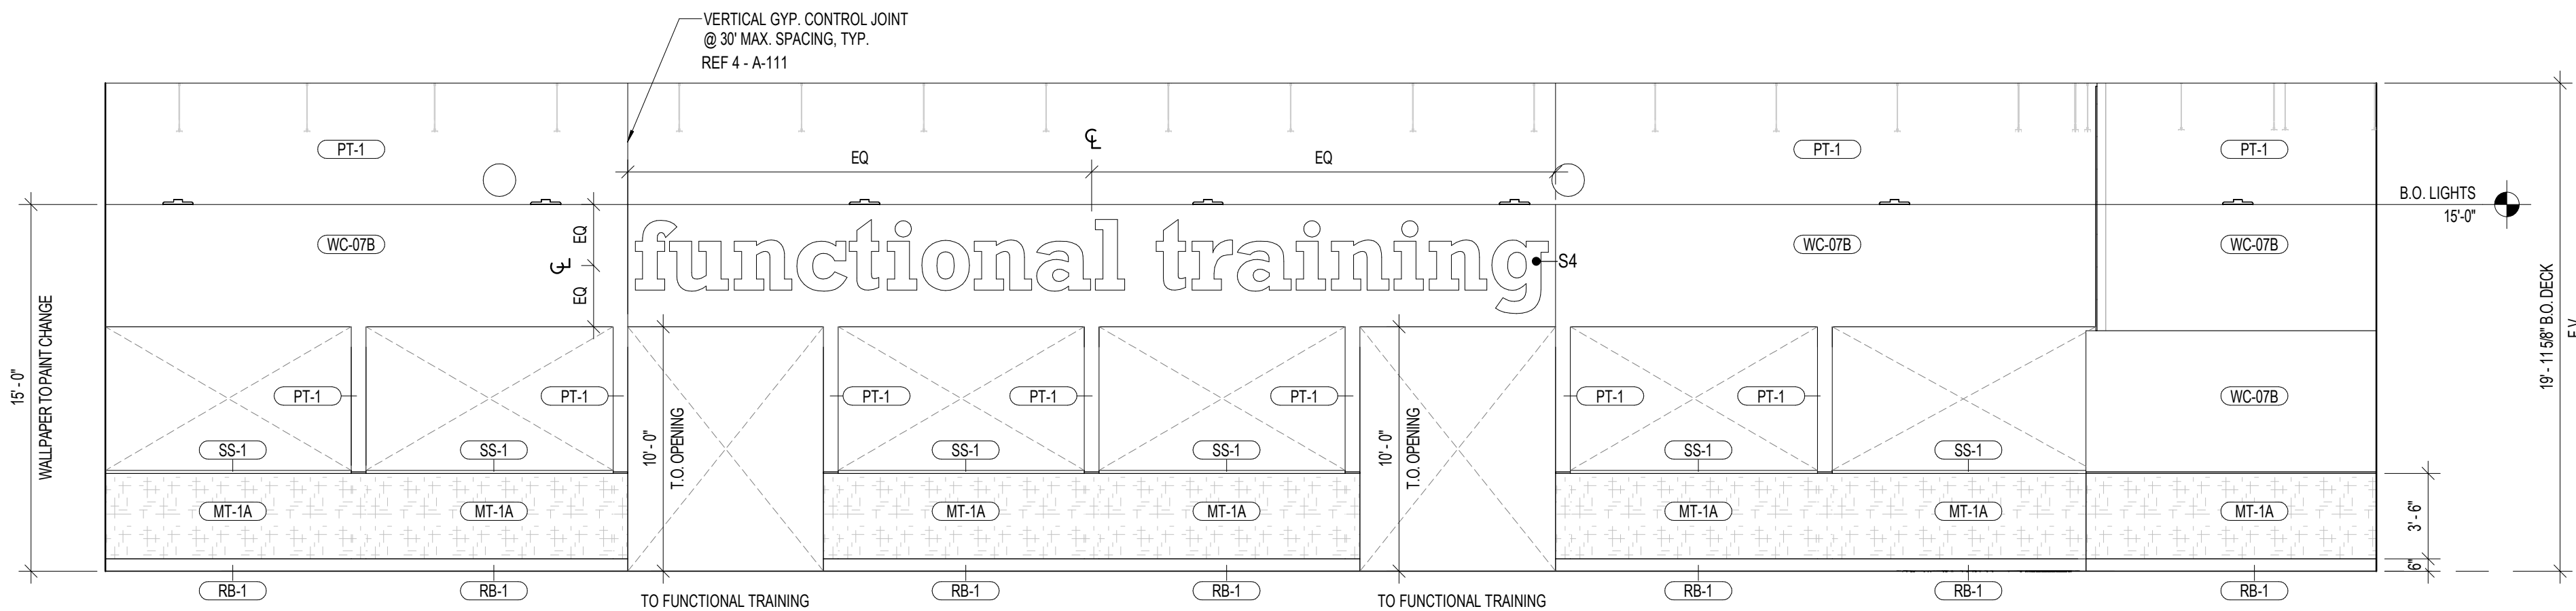 VERTICAL GYP. CONTROL JOINT
@ 30' MAX. SPACING, TYP.
REF 4 - A-111
PT-1
PT-1
PT-1
EQ
EQ
B.O. LIGHTS
15'-0"
WC-07B
EQ
EQ
functional training
S4
WC-07B
WC-07B
15' - 0"
WALLPAPER TO PAINT CHANGE
19' - 11 5/8" B.O. DECK
F.V.
PT-1
PT-1
PT-1
PT-1
PT-1
PT-1
PT-1
WC-07B
10' - 0"
T.O. OPENING
10' - 0"
T.O. OPENING
SS-1
SS-1
SS-1
SS-1
SS-1
SS-1
MT-1A
MT-1A
MT-1A
MT-1A
MT-1A
MT-1A
MT-1A
3' - 6"
6"
RB-1
RB-1
RB-1
RB-1
RB-1
RB-1
RB-1
TO FUNCTIONAL TRAINING
TO FUNCTIONAL TRAINING